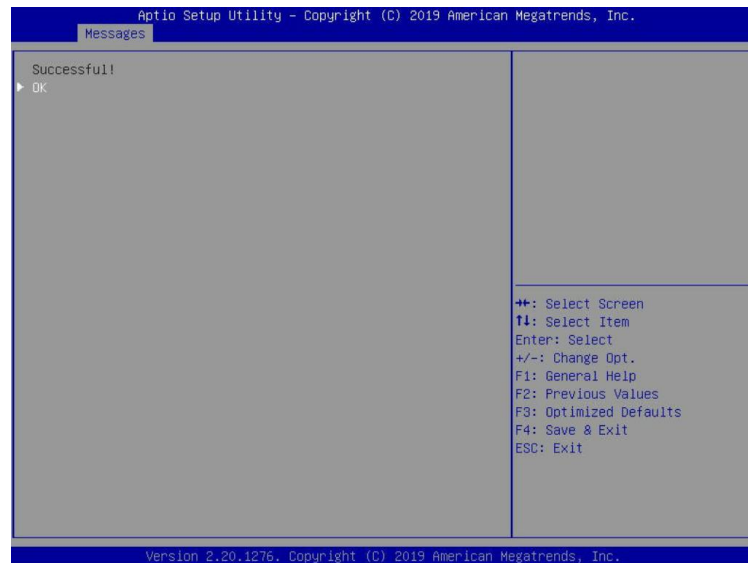 Aptio Setup Utility – Copyright (C) 2019 American Megatrends, Inc.
Messages
Successful!
OK
→←: Select Screen
↑↓: Select Item
Enter: Select
+/-: Change Opt.
F1: General Help
F2: Previous Values
F3: Optimized Defaults
F4: Save & Exit
ESC: Exit
Version 2.20.1276. Copyright (C) 2019 American Megatrends, Inc.